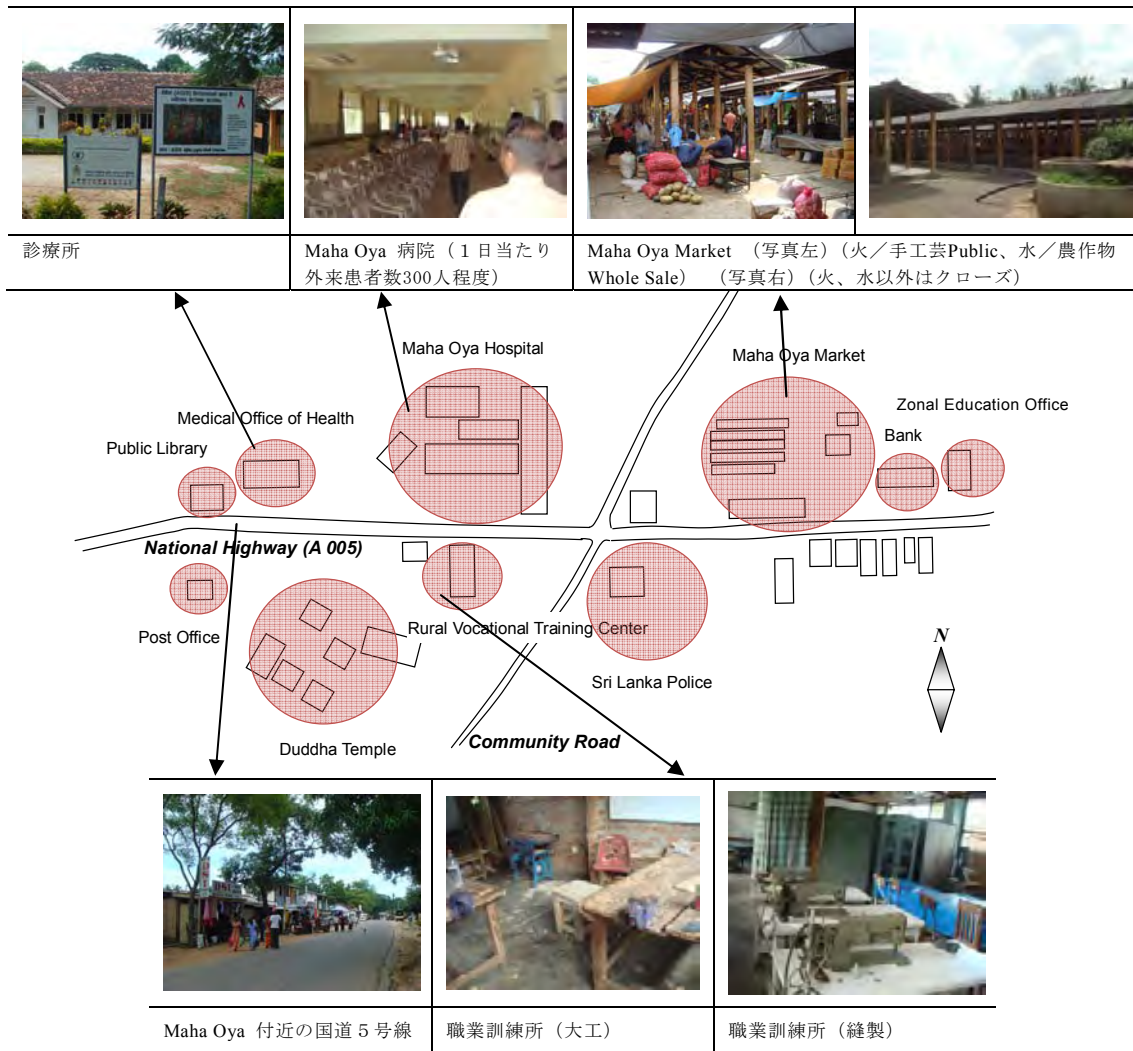 診療所
Maha Oya 病院（１日当たり
外来患者数300人程度）
Maha Oya Market （写真左）（火／手工芸Public、水／農作物
Whole Sale） （写真右）（火、水以外はクローズ）
Maha Oya Hospital
Maha Oya Market
Medical Office of Health
Zonal Education Office
Public Library
Bank
National Highway (A 005)
Post Office
Rural Vocational Training Center
N
Sri Lanka Police
Duddha Temple
Community Road
Maha Oya 付近の国道５号線
職業訓練所（大工）
職業訓練所（縫製）